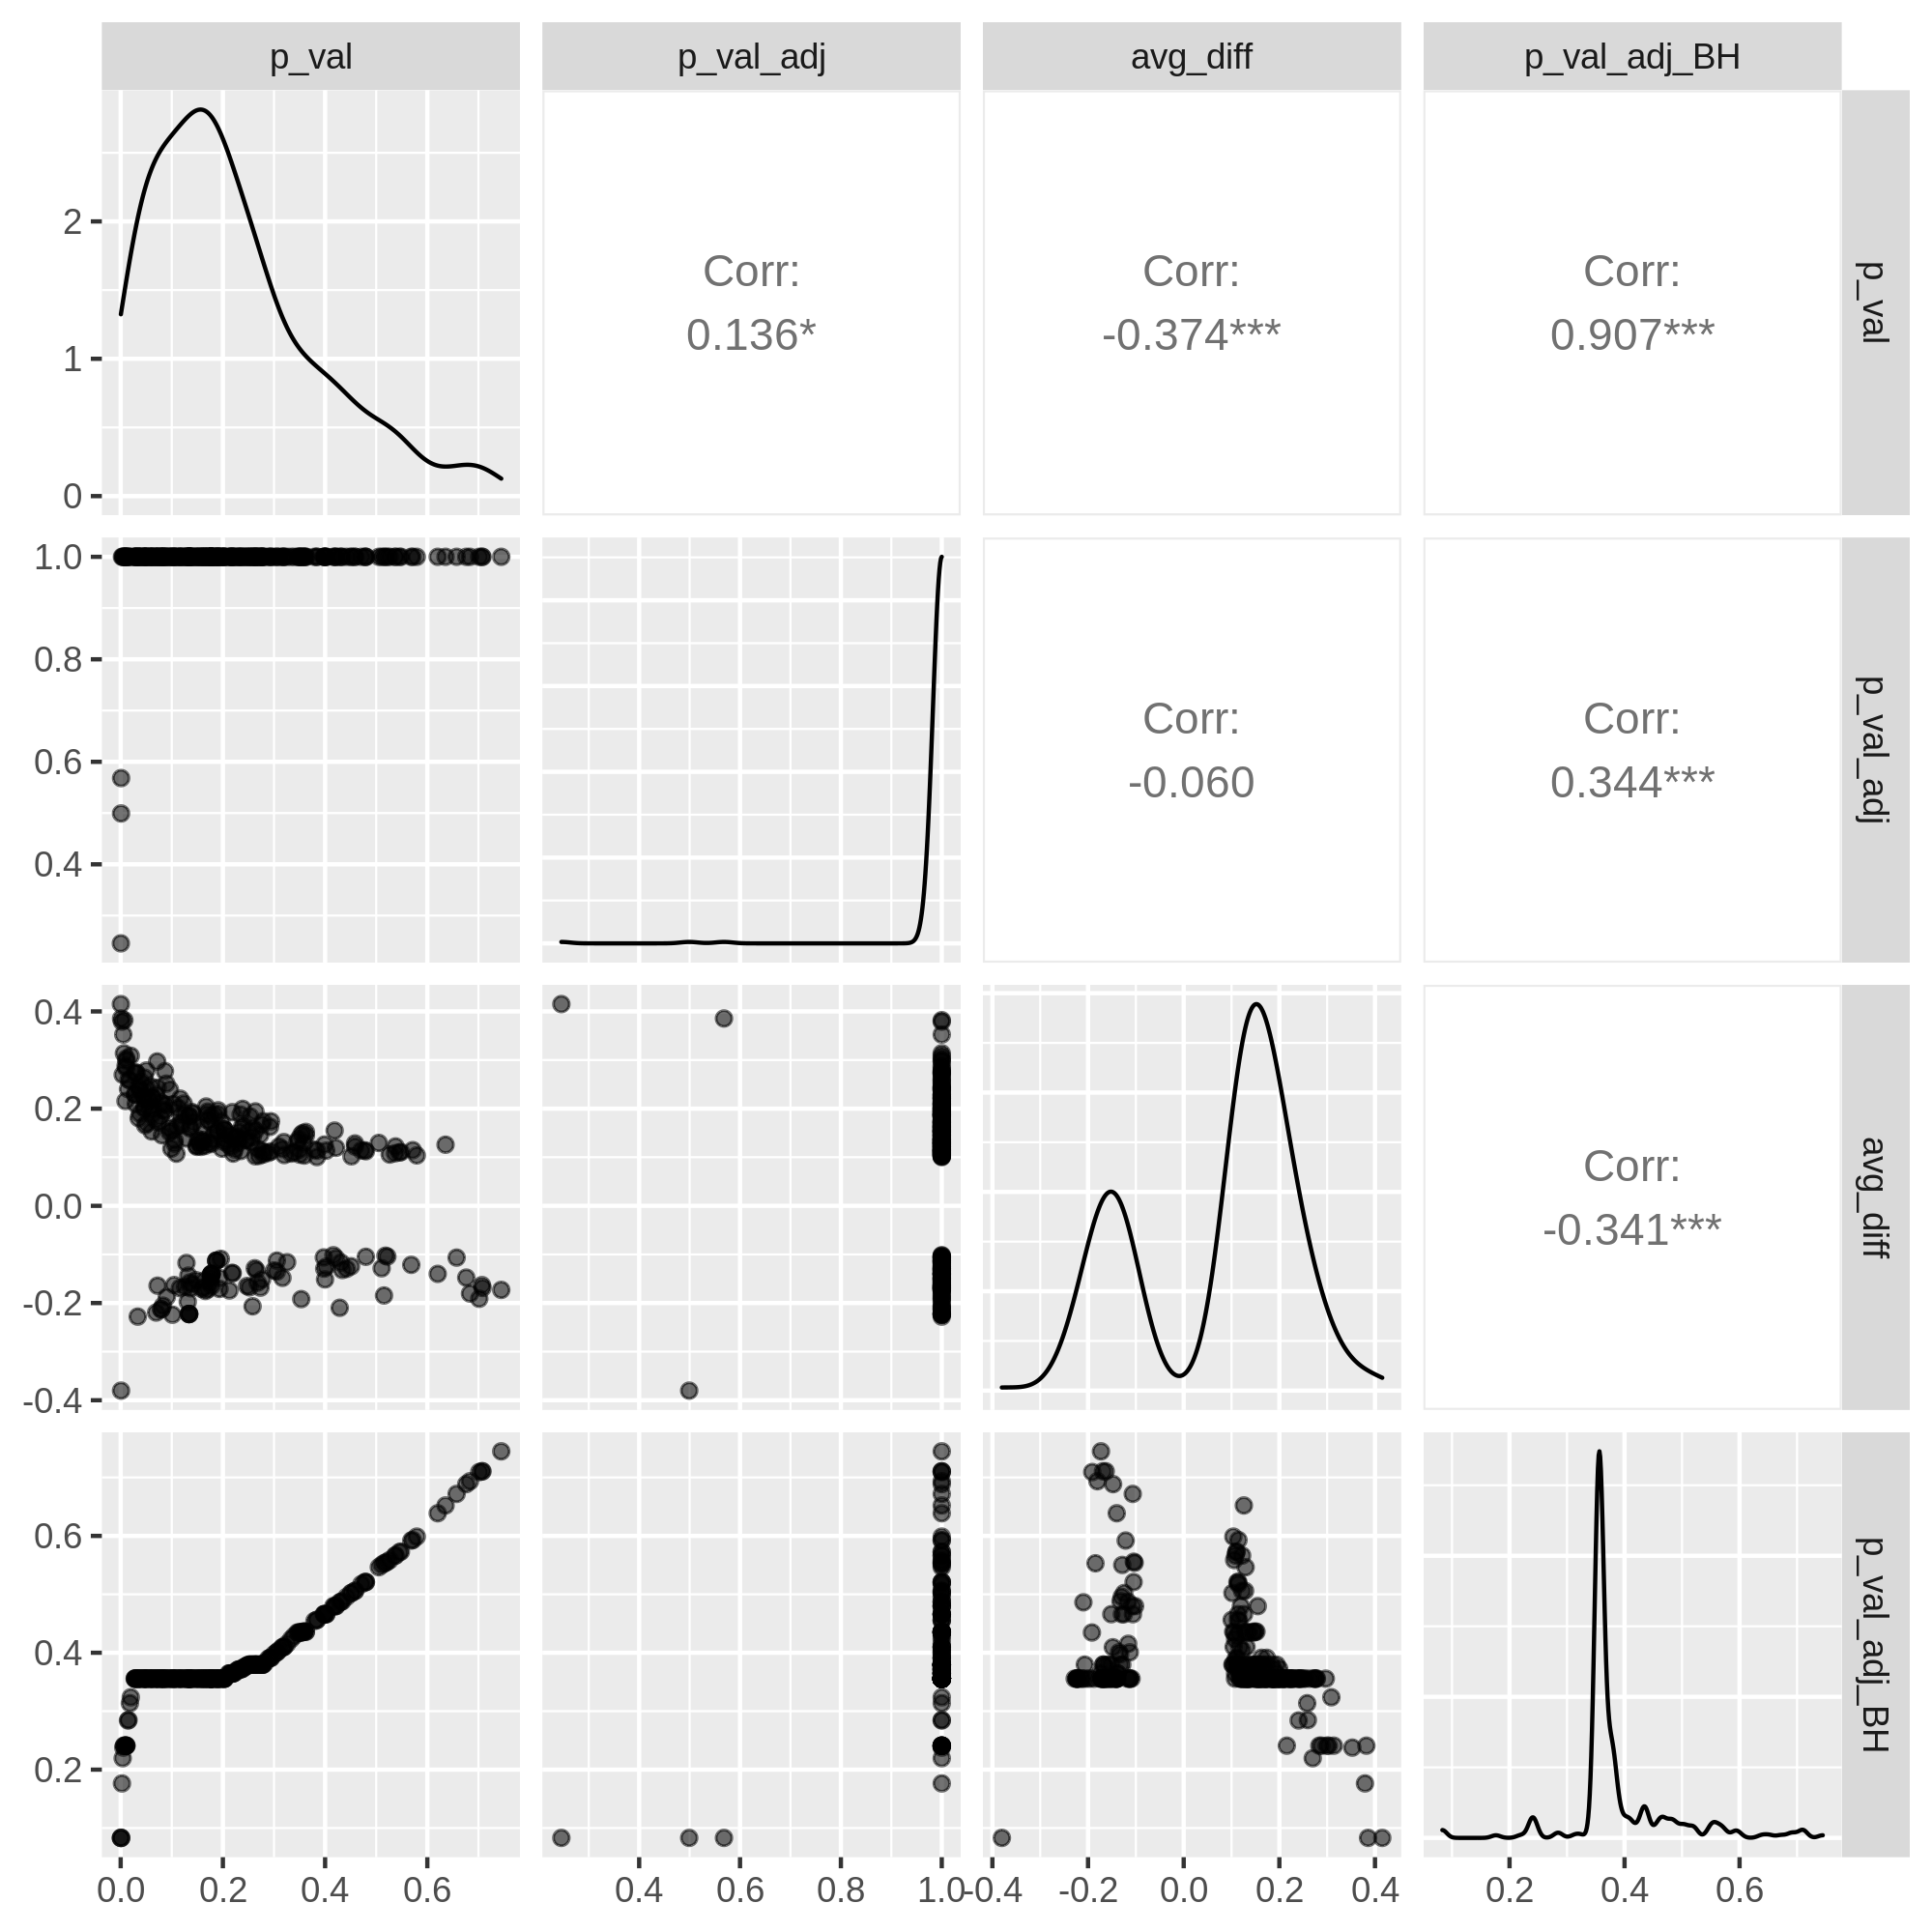 p_val p_val_adj avg_diff p_val_adj_BH
2
1
0
Corr:
0.136*
Corr:
-0.374***
Corr:
0.907***
p_val
1.0
0.8
0.6
0.4
Corr:
-0.060
Corr:
0.344***
p_val_adj
0.4
0.2
0.0
-0.2
-0.4
Corr:
-0.341***
avg_diff
0.6
0.4
0.2
p_val_adj_BH
0.0 0.2 0.4 0.6 0.4 0.6 0.8 1.0 -0.4 -0.2 0.0 0.2 0.4 0.2 0.4 0.6